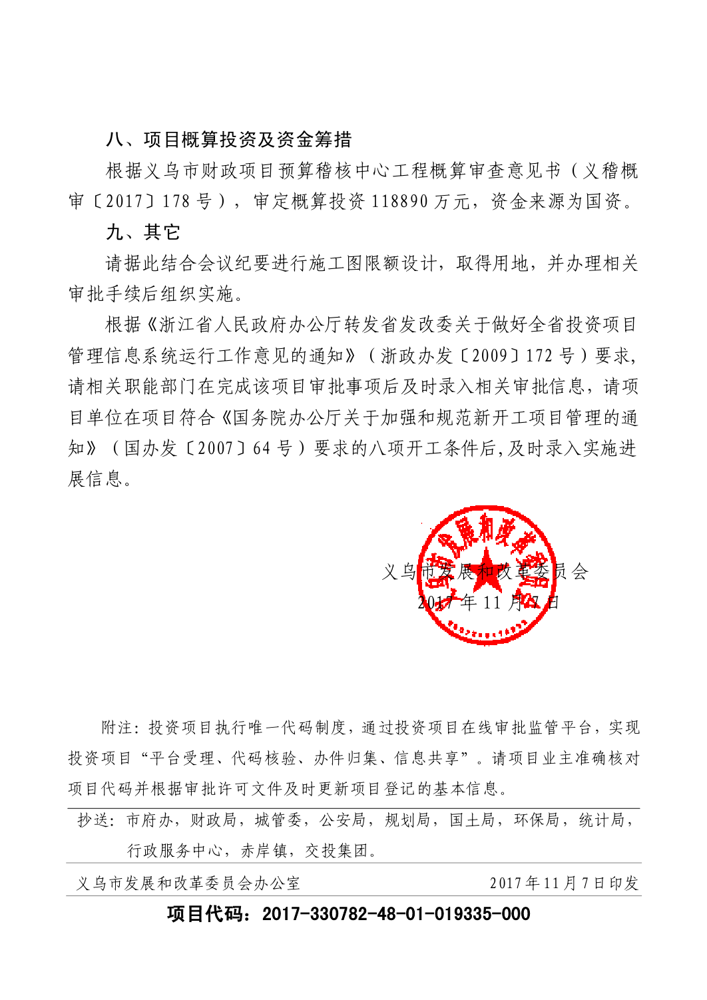 八、项目概算投资及资金筹措
根据义乌市财政项目预算稽核中心工程概算审查意见书（义稽概
审〔2017〕178 号），审定概算投资 118890 万元，资金来源为国资。
九、其它
请据此结合会议纪要进行施工图限额设计，取得用地，并办理相关
审批手续后组织实施。
根据《浙江省人民政府办公厅转发省发改委关于做好全省投资项目
管理信息系统运行工作意见的通知》（浙政办发〔2009〕172 号）要求,
请相关职能部门在完成该项目审批事项后及时录入相关审批信息，请项
目单位在项目符合《国务院办公厅关于加强和规范新开工项目管理的通
知》（国办发〔2007〕64 号）要求的八项开工条件后,及时录入实施进
展信息。
义乌市发展和改革委员会
义乌市发展和改革委员会
2017 年 11 月 7 日
附注：投资项目执行唯一代码制度，通过投资项目在线审批监管平台，实现
投资项目“平台受理、代码核验、办件归集、信息共享”。请项目业主准确核对
项目代码并根据审批许可文件及时更新项目登记的基本信息。
抄送：市府办，财政局，城管委，公安局，规划局，国土局，环保局，统计局，
行政服务中心，赤岸镇，交投集团。
义乌市发展和改革委员会办公室 2017 年 11 月 7 日印发
项目代码：2017-330782-48-01-019335-000